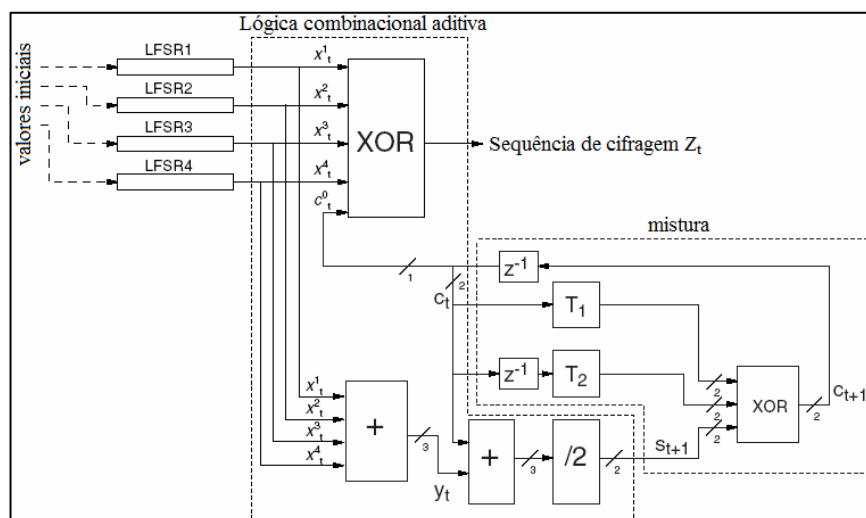 Lógica combinacional aditiva
valores iniciais
LFSR1
LFSR2
LFSR3
LFSR4
x¹ₜ
x²ₜ
x³ₜ
x⁴ₜ
c⁰ₜ
XOR
Sequência de cifragem Zₜ
mistura
1
2
cₜ
z⁻¹
T₁
z⁻¹
T₂
2
2
2
XOR
2
cₜ₊₁
x¹ₜ
x²ₜ
x³ₜ
x⁴ₜ
+
3
yₜ
+
3
/2
2
sₜ₊₁